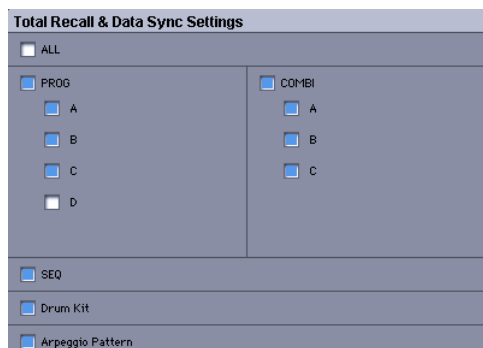 Total Recall & Data Sync Settings
ALL
PROG
A
B
C
D
COMBI
A
B
C
SEQ
Drum Kit
Arpeggio Pattern